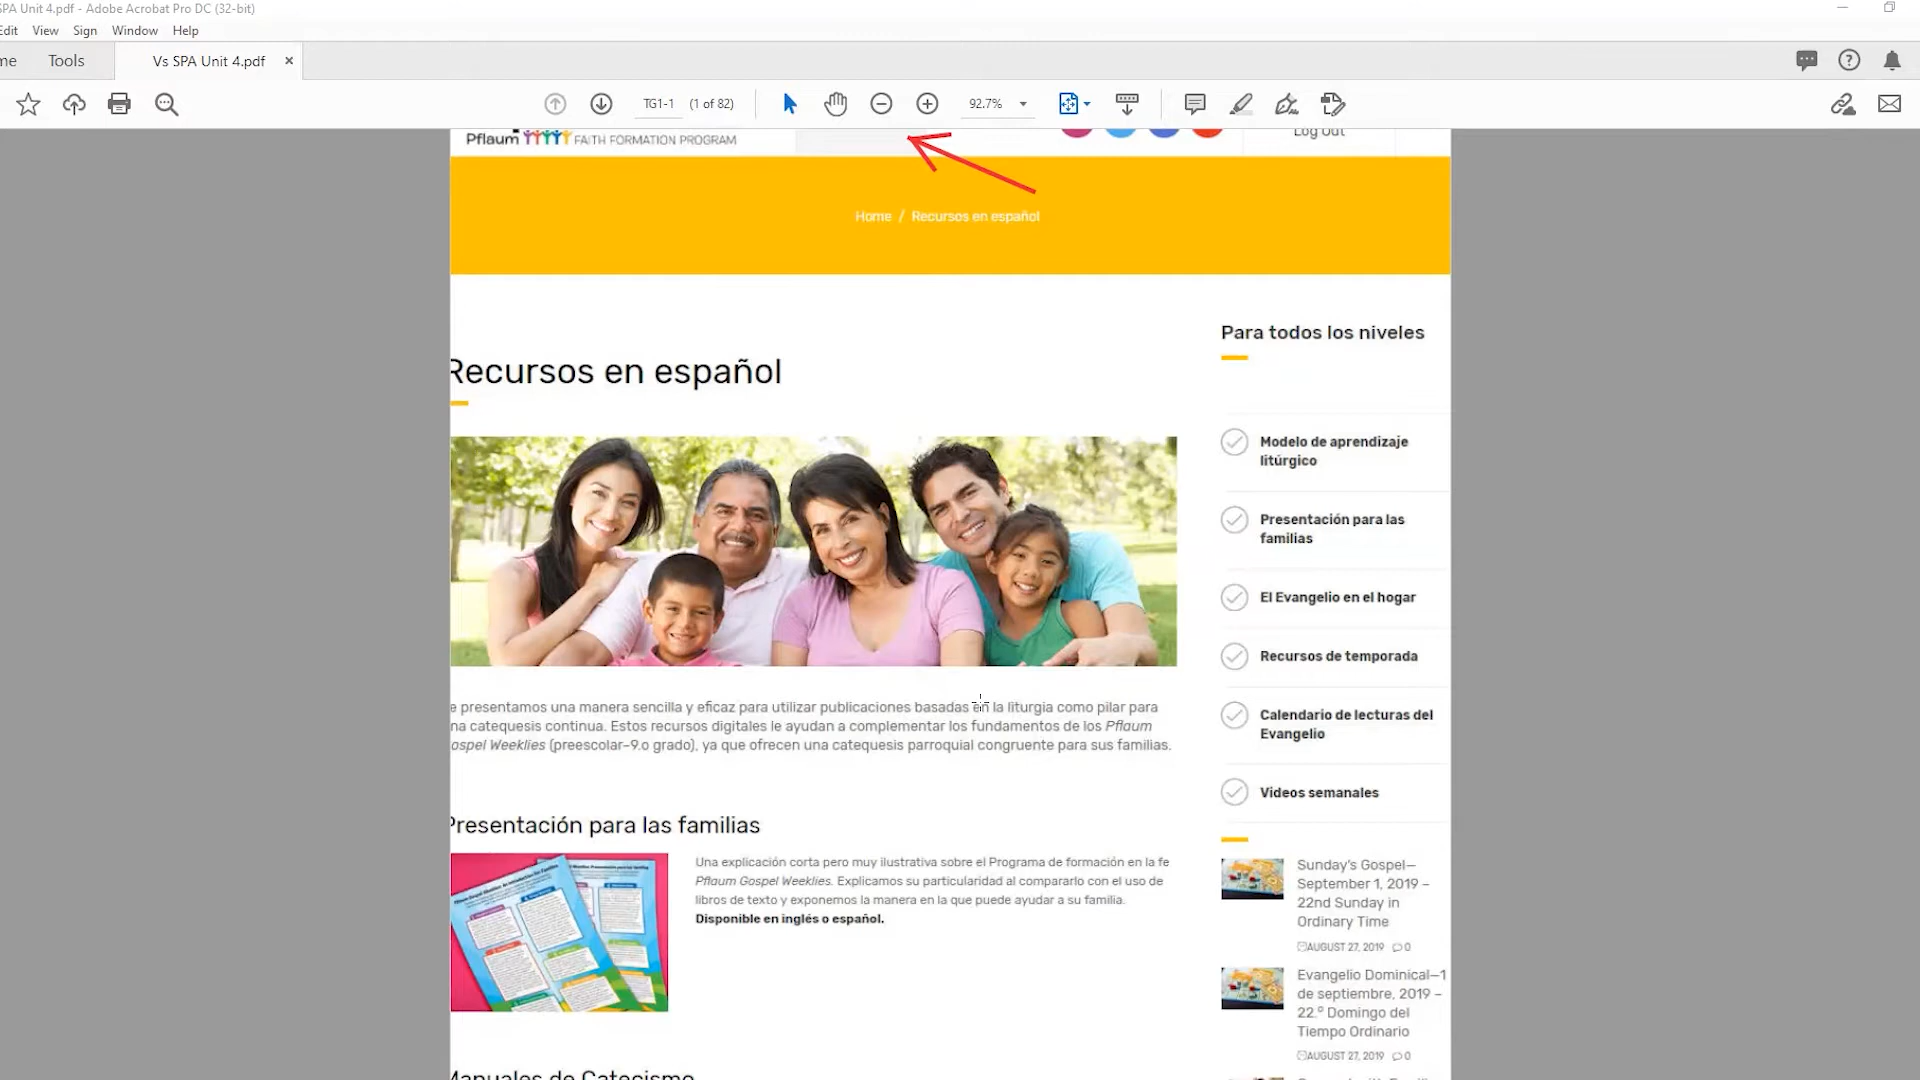 SPA Unit 4.pdf - Adobe Acrobat Pro DC (32-bit)
Edit View Sign Window Help
me Tools Vs SPA Unit 4.pdf ×
TG1-1 (1 of 82) 92.7%
Pflaum FAITH FORMATION PROGRAM
Log Out
Home / Recursos en español
Recursos en español
e presentamos una manera sencilla y eficaz para utilizar publicaciones basadas en la liturgia como pilar para
na catequesis continua. Estos recursos digitales le ayudan a complementar los fundamentos de los Pflaum
ospel Weeklies (preescolar–9.o grado), ya que ofrecen una catequesis parroquial congruente para sus familias.
Presentación para las familias
Una explicación corta pero muy ilustrativa sobre el Programa de formación en la fe
Pflaum Gospel Weeklies. Explicamos su particularidad al compararlo con el uso de
libros de texto y exponemos la manera en la que puede ayudar a su familia.
Disponible en inglés o español.
Manuales de Catecismo
Para todos los niveles
Modelo de aprendizaje
litúrgico
Presentación para las
familias
El Evangelio en el hogar
Recursos de temporada
Calendario de lecturas del
Evangelio
Videos semanales
Sunday's Gospel—
September 1, 2019 –
22nd Sunday in
Ordinary Time
AUGUST 27, 2019 0
Evangelio Dominical—1
de septiembre, 2019 –
22.º Domingo del
Tiempo Ordinario
AUGUST 27, 2019 0